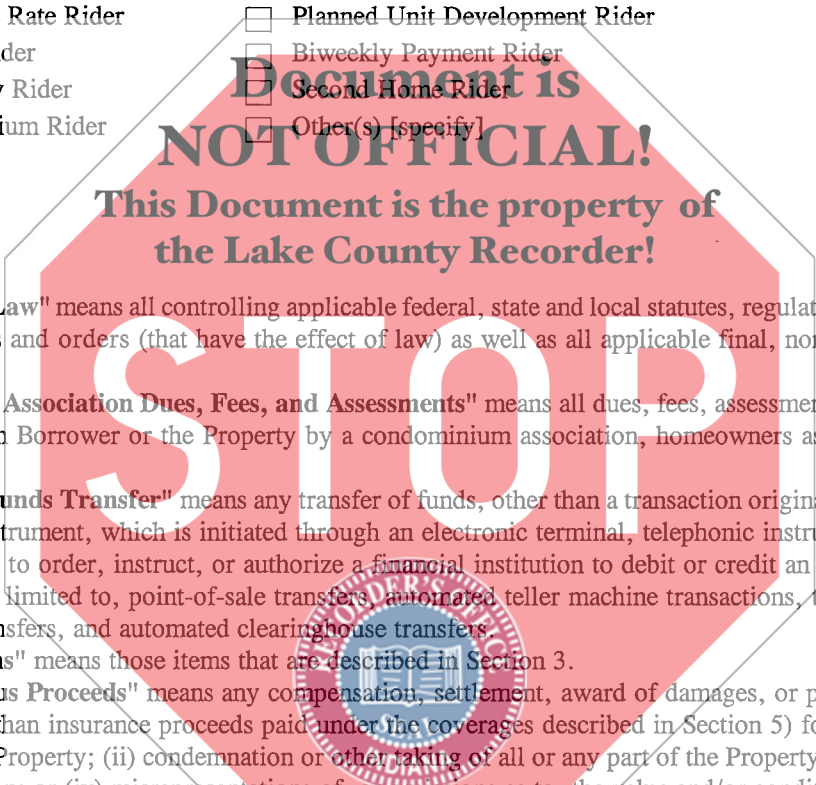 Rate Rider ☐ Planned Unit Development Rider
der ☐ Biweekly Payment Rider
Rider ☐ Second Home Rider
ium Rider ☐ Other(s) [specify]
Document is
NOT OFFICIAL!
This Document is the property of
the Lake County Recorder!
Law" means all controlling applicable federal, state and local statutes, regulat
and orders (that have the effect of law) as well as all applicable final, non
Association Dues, Fees, and Assessments" means all dues, fees, assessmen
Borrower or the Property by a condominium association, homeowners as
STOP
unds Transfer" means any transfer of funds, other than a transaction origina
trument, which is initiated through an electronic terminal, telephonic instru
to order, instruct, or authorize a financial institution to debit or credit an
limited to, point-of-sale transfers, automated teller machine transactions, t
nsfers, and automated clearinghouse transfers.
ns" means those items that are described in Section 3.
us Proceeds" means any compensation, settlement, award of damages, or p
han insurance proceeds paid under the coverages described in Section 5) fo
Property; (ii) condemnation or other taking of all or any part of the Property
RECORDER'S OFFICE